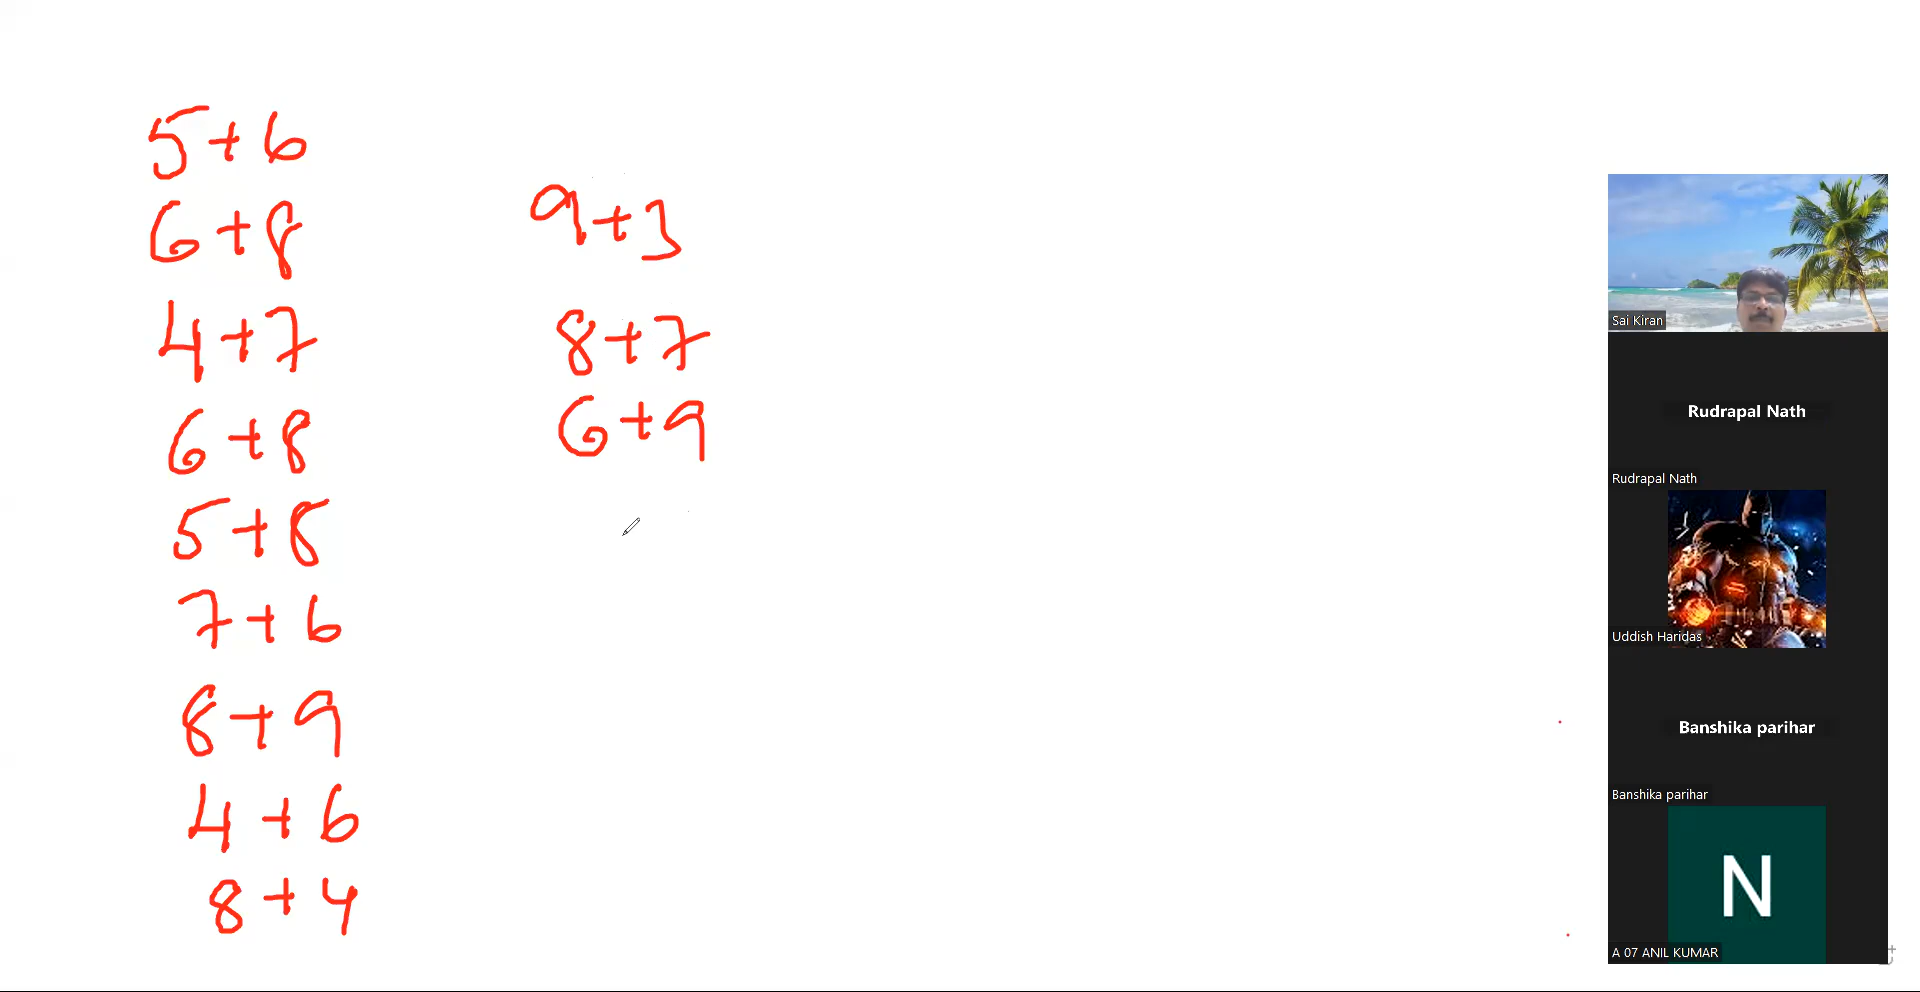 5+6
6+8
4+7
6+8
5+8
7+6
8+9
4+6
8+4
9+3
8+7
6+9
Sai Kiran
Rudrapal Nath
Rudrapal Nath
Uddish Haridas
Banshika parihar
Banshika parihar
N
A 07 ANIL KUMAR